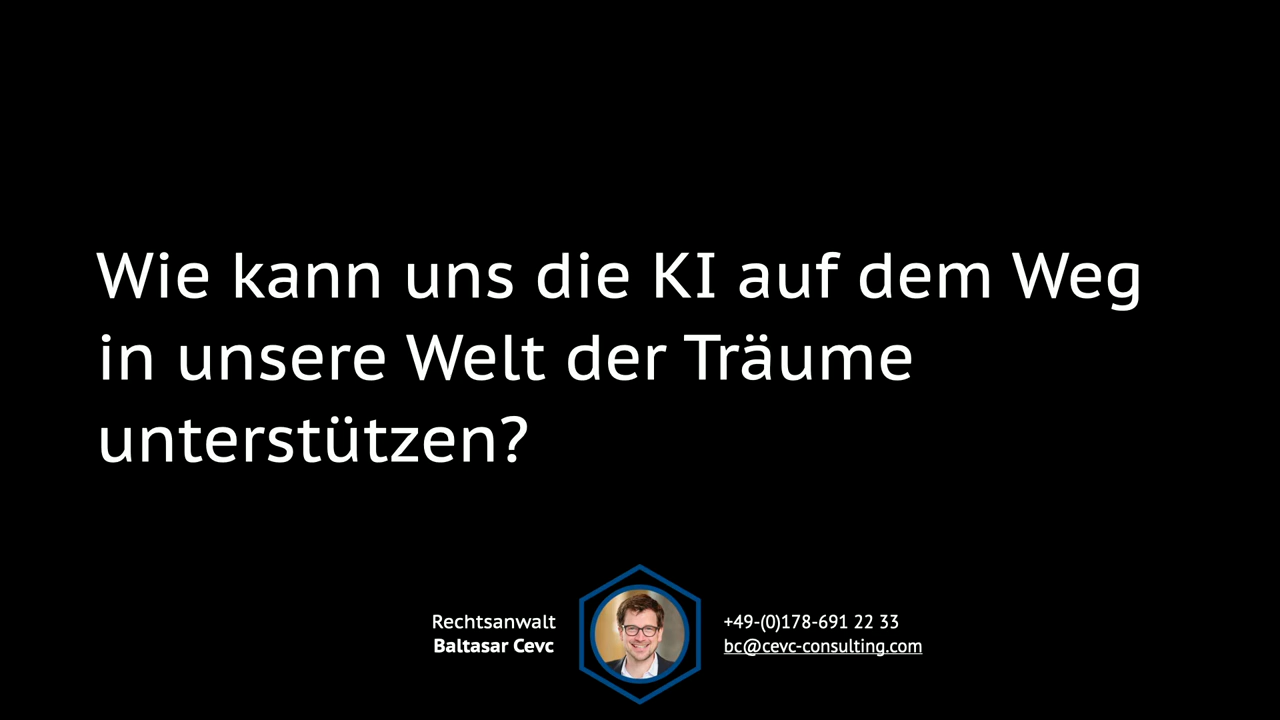 Wie kann uns die KI auf dem Weg
in unsere Welt der Träume
unterstützen?
Rechtsanwalt
Baltasar Cevc
+49-(0)178-691 22 33
bc@cevc-consulting.com